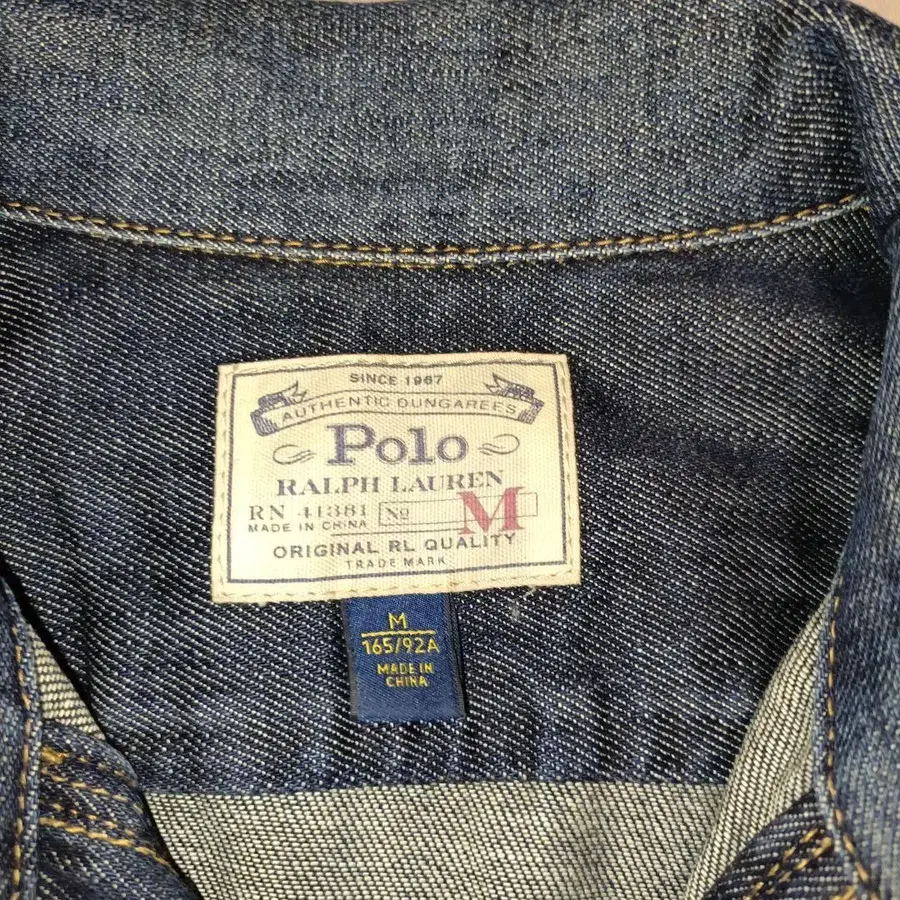 SINCE 1967
AUTHENTIC DUNGAREES
Polo
RALPH LAUREN
RN 41381 No M
MADE IN CHINA
ORIGINAL RL QUALITY
TRADE MARK
M
165/92A
MADE IN
CHINA